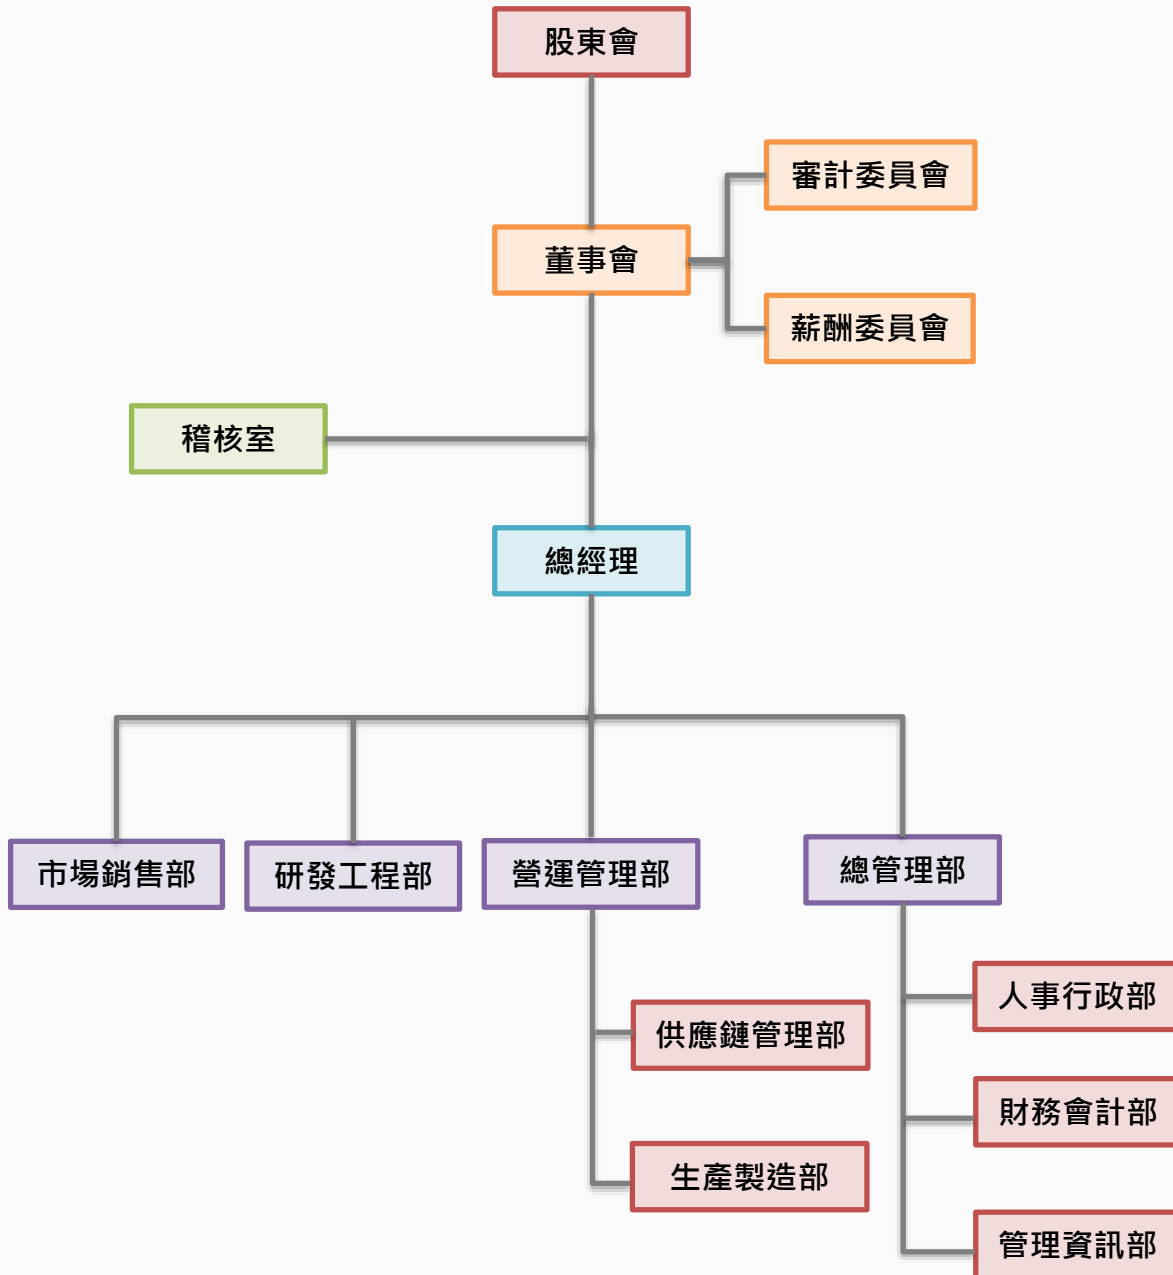 股東會
審計委員會
董事會
薪酬委員會
稽核室
總經理
市場銷售部
研發工程部
營運管理部
總管理部
人事行政部
供應鏈管理部
財務會計部
生產製造部
管理資訊部